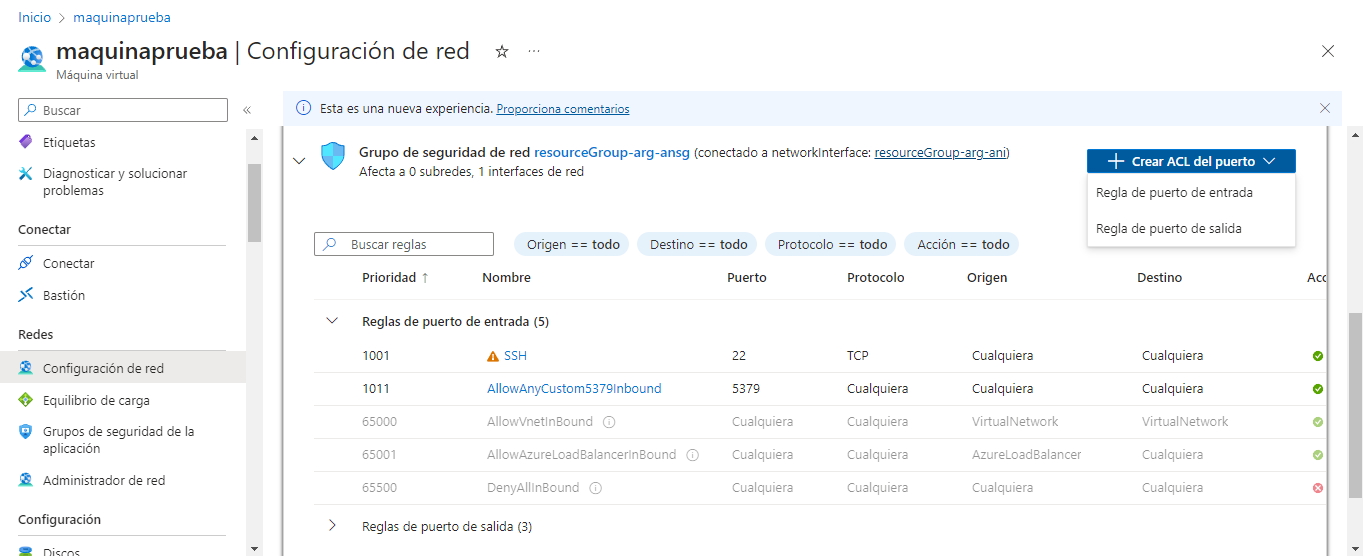 Inicio > maquinaprueba
maquinaprueba | Configuración de red
Máquina virtual
Buscar
Etiquetas
Diagnosticar y solucionar
problemas
Conectar
Conectar
Bastión
Redes
Configuración de red
Equilibrio de carga
Grupos de seguridad de la
aplicación
Administrador de red
Configuración
Discos
Esta es una nueva experiencia. Proporciona comentarios
Grupo de seguridad de red resourceGroup-arg-ansg (conectado a networkInterface: resourceGroup-arg-ani)
Afecta a 0 subredes, 1 interfaces de red
Crear ACL del puerto
Regla de puerto de entrada
Regla de puerto de salida
Buscar reglas
Origen == todo
Destino == todo
Protocolo == todo
Acción == todo
Prioridad ↑ Nombre Puerto Protocolo Origen Destino Acc
Reglas de puerto de entrada (5)
1001 SSH 22 TCP Cualquiera Cualquiera
1011 AllowAnyCustom5379Inbound 5379 Cualquiera Cualquiera Cualquiera
65000 AllowVnetInBound Cualquiera Cualquiera VirtualNetwork VirtualNetwork
65001 AllowAzureLoadBalancerInBound Cualquiera Cualquiera AzureLoadBalancer Cualquiera
65500 DenyAllInBound Cualquiera Cualquiera Cualquiera Cualquiera
Reglas de puerto de salida (3)